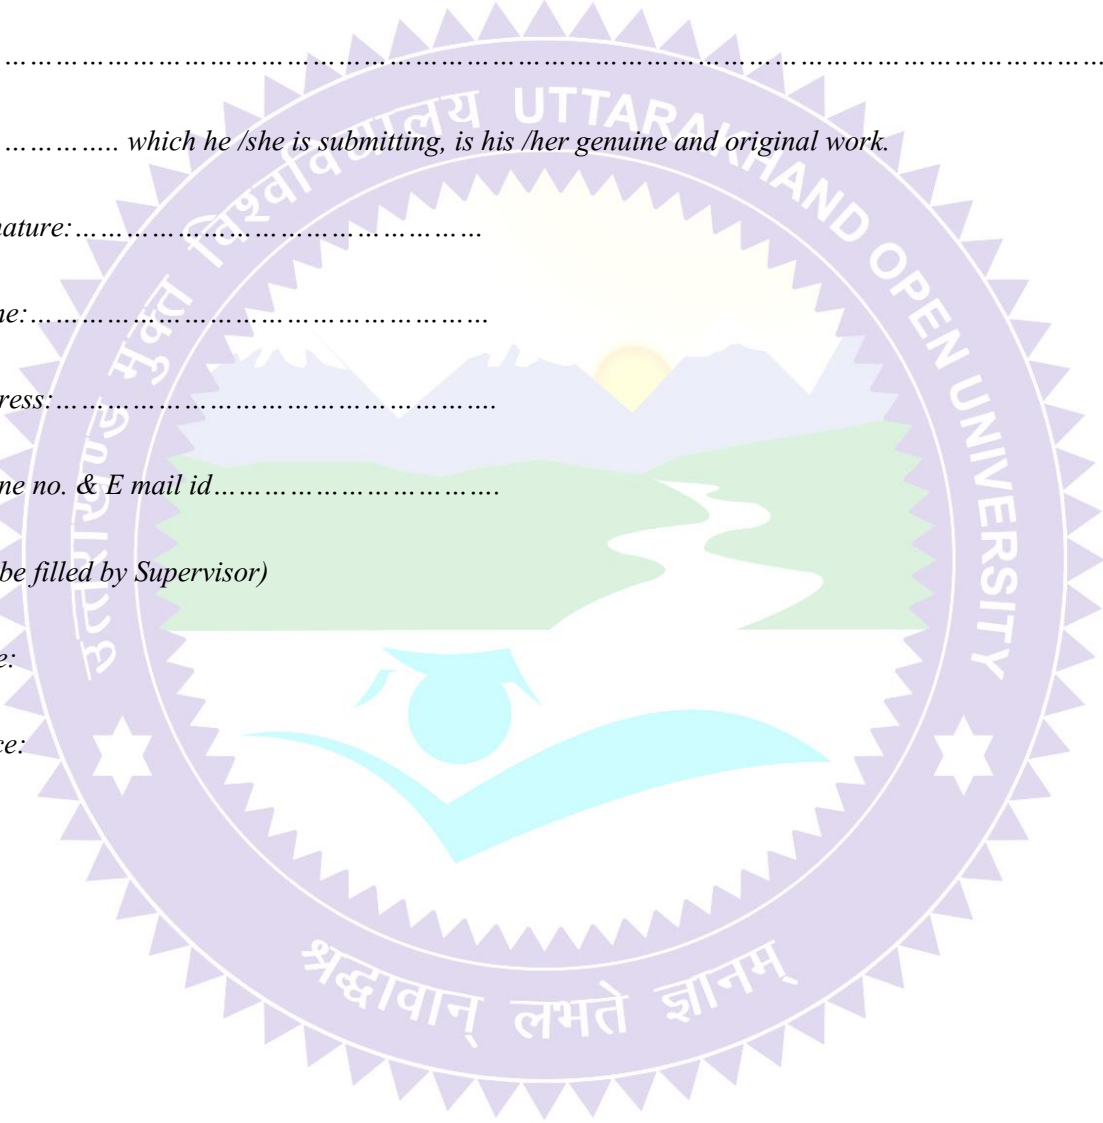 ………………………………………………………………………………………………………………
………….. which he /she is submitting, is his /her genuine and original work.
nature:…………………………………………
ne:………………………………………………
ress:…………………………………………….
ne no. & E mail id…………………………….
be filled by Supervisor)
e:
ce:
उत्तराखण्ड मुक्त विश्वविद्यालय UTTARAKHAND OPEN UNIVERSITY
श्रद्धावान् लभते ज्ञानम्